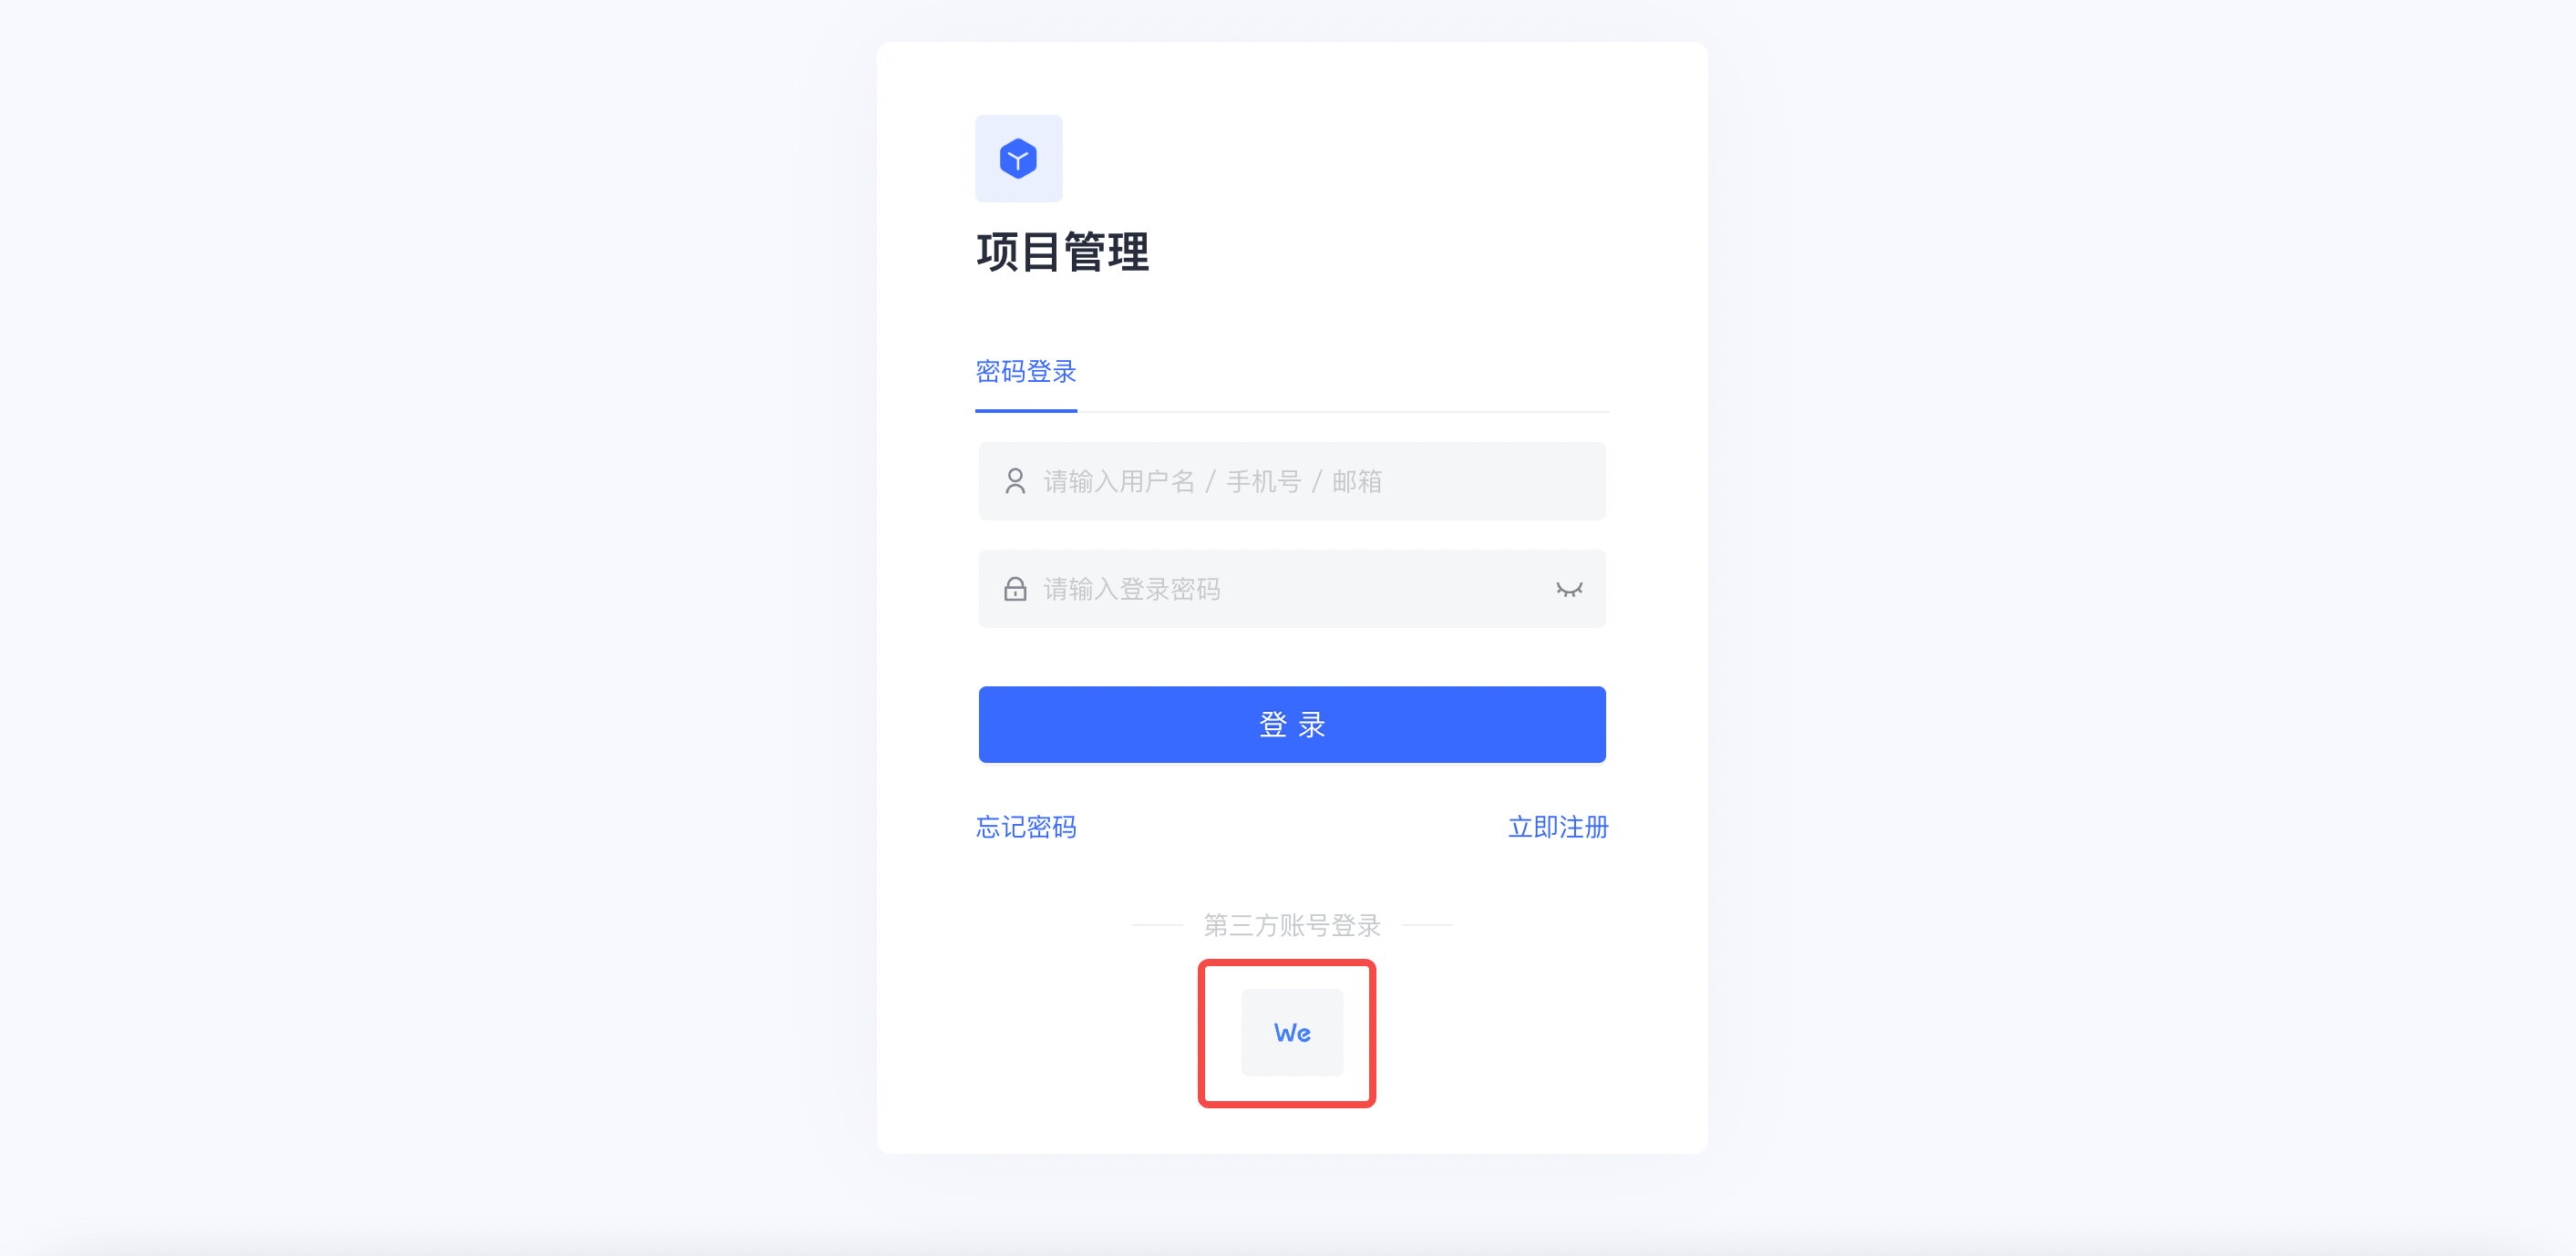 项目管理
密码登录
请输入用户名 / 手机号 / 邮箱
请输入登录密码
登 录
忘记密码
立即注册
第三方账号登录
We